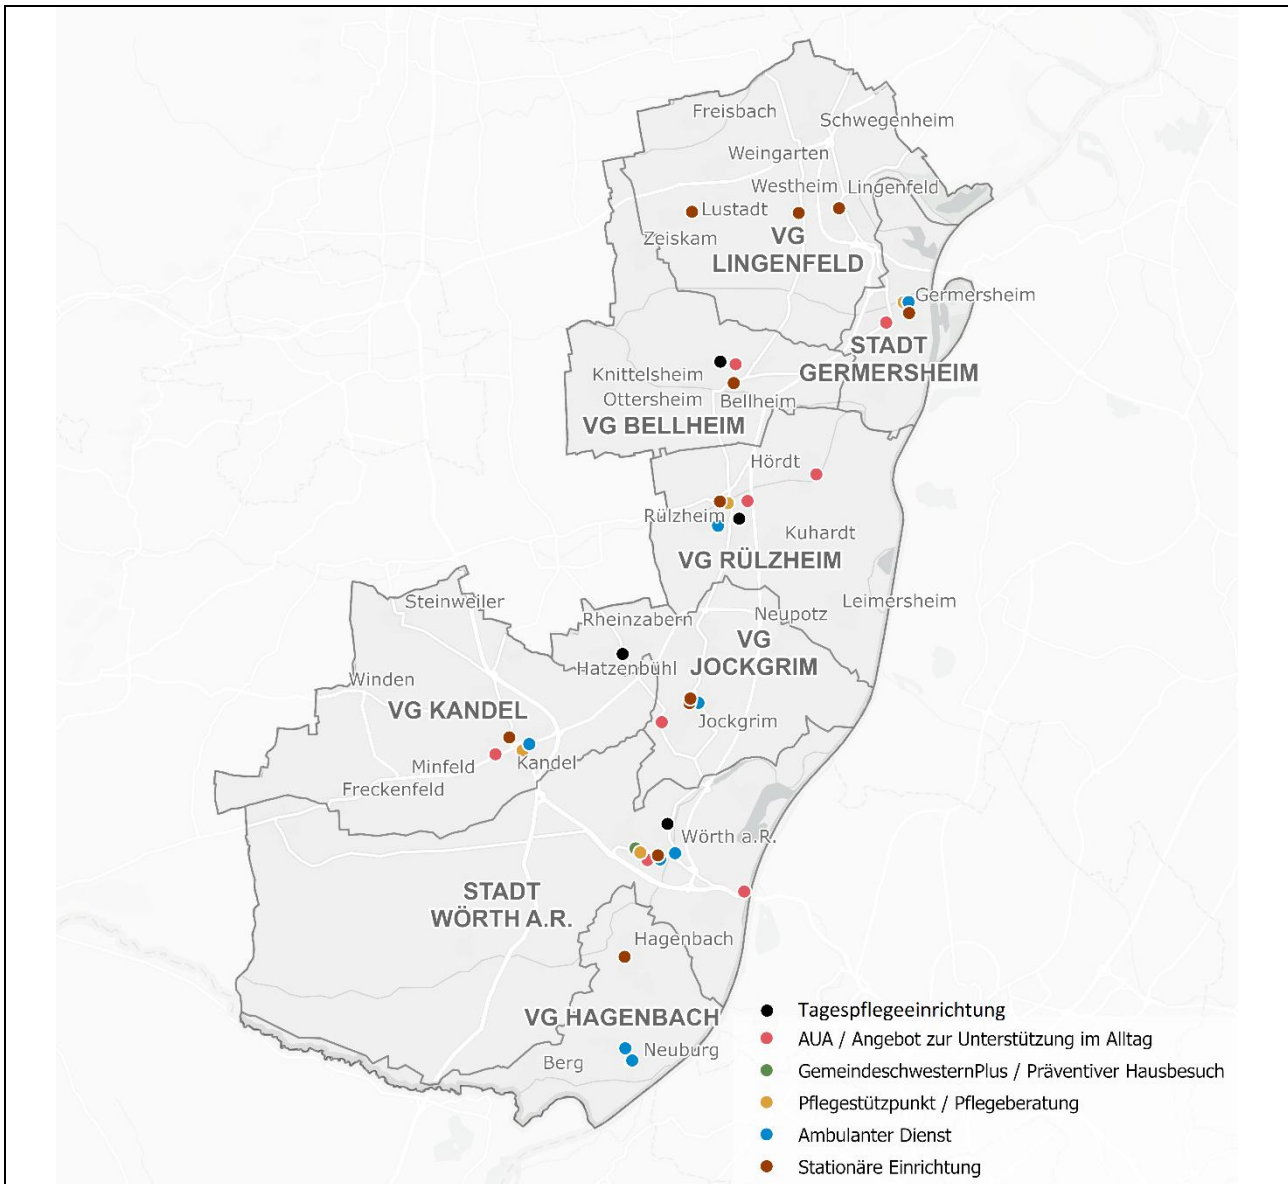 Freisbach
Schwegenheim
Weingarten
Westheim
Lingenfeld
Lustadt
Zeiskam
VG
LINGENFELD
Germersheim
STADT
GERMERSHEIM
Knittelsheim
Ottersheim
Bellheim
VG BELLHEIM
Hördt
Rülzheim
Kuhardt
VG RÜLZHEIM
Leimersheim
Steinweiler
Rheinzabern
Neupotz
VG
JOCKGRIM
Hatzenbühl
Winden
VG KANDEL
Jockgrim
Minfeld
Kandel
Freckenfeld
Wörth a.R.
STADT
WÖRTH A.R.
Hagenbach
VG HAGENBACH
Neuburg
Berg
Tagespflegeeinrichtung
AUA / Angebot zur Unterstützung im Alltag
GemeindeschwesternPlus / Präventiver Hausbesuch
Pflegestützpunkt / Pflegeberatung
Ambulanter Dienst
Stationäre Einrichtung